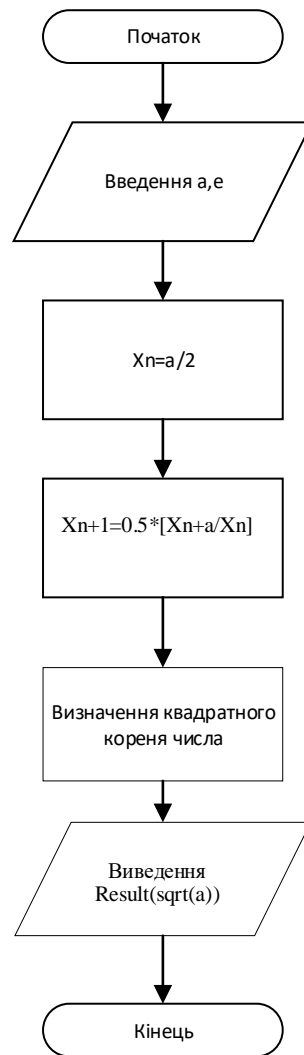 Початок
Введення а,е
Xn=a/2
Xn+1=0.5*[Xn+a/Xn]
Визначення квадратного
кореня числа
Виведення
Result(sqrt(a))
Кінець